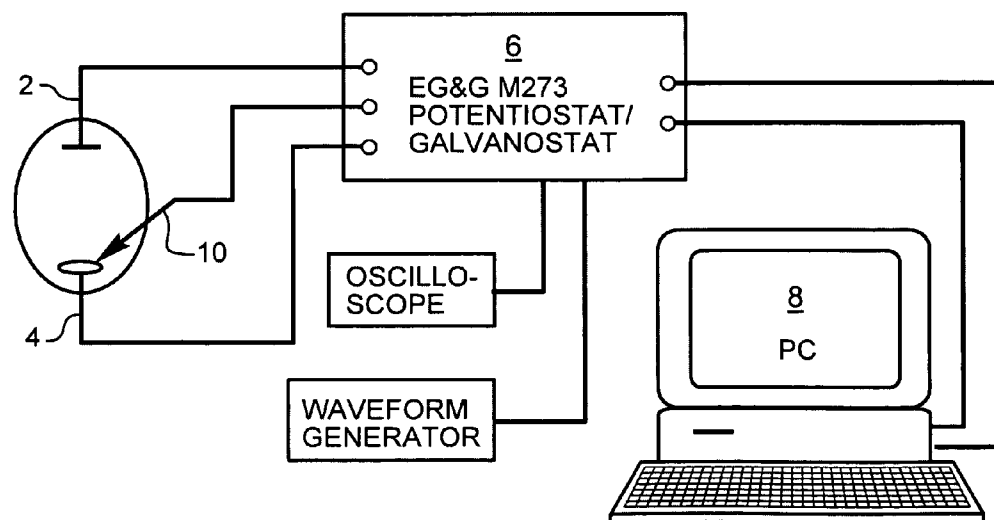 6
2
EG&G M273
POTENTIOSTAT/
GALVANOSTAT
10
OSCILLO-
SCOPE
8
4
PC
WAVEFORM
GENERATOR